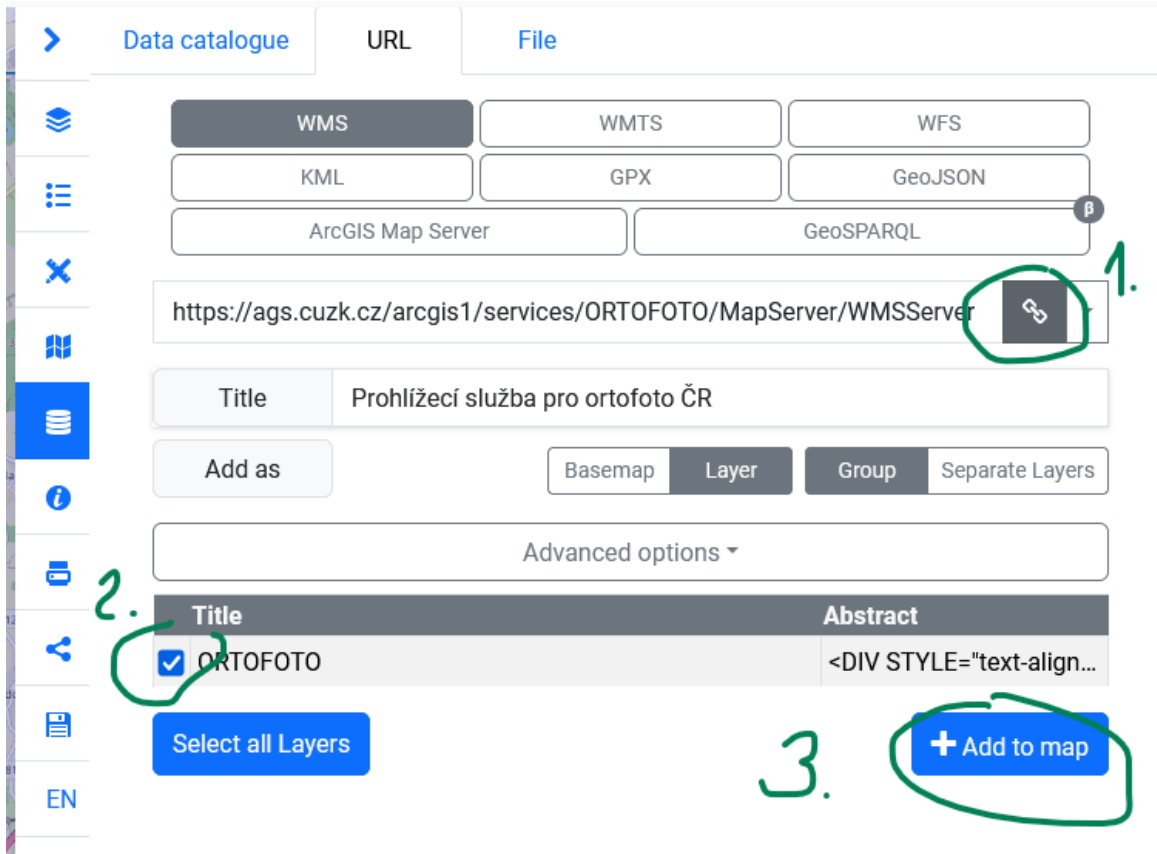 Data catalogue URL File
WMS WMTS WFS
KML GPX GeoJSON
ArcGIS Map Server GeoSPARQL β
1.
https://ags.cuzk.cz/arcgis1/services/ORTOFOTO/MapServer/WMSServer
Title Prohlížecí služba pro ortofoto ČR
Add as Basemap Layer Group Separate Layers
Advanced options
2.
Title Abstract
ORTOFOTO <DIV STYLE="text-align...
Select all Layers 3. Add to map
EN